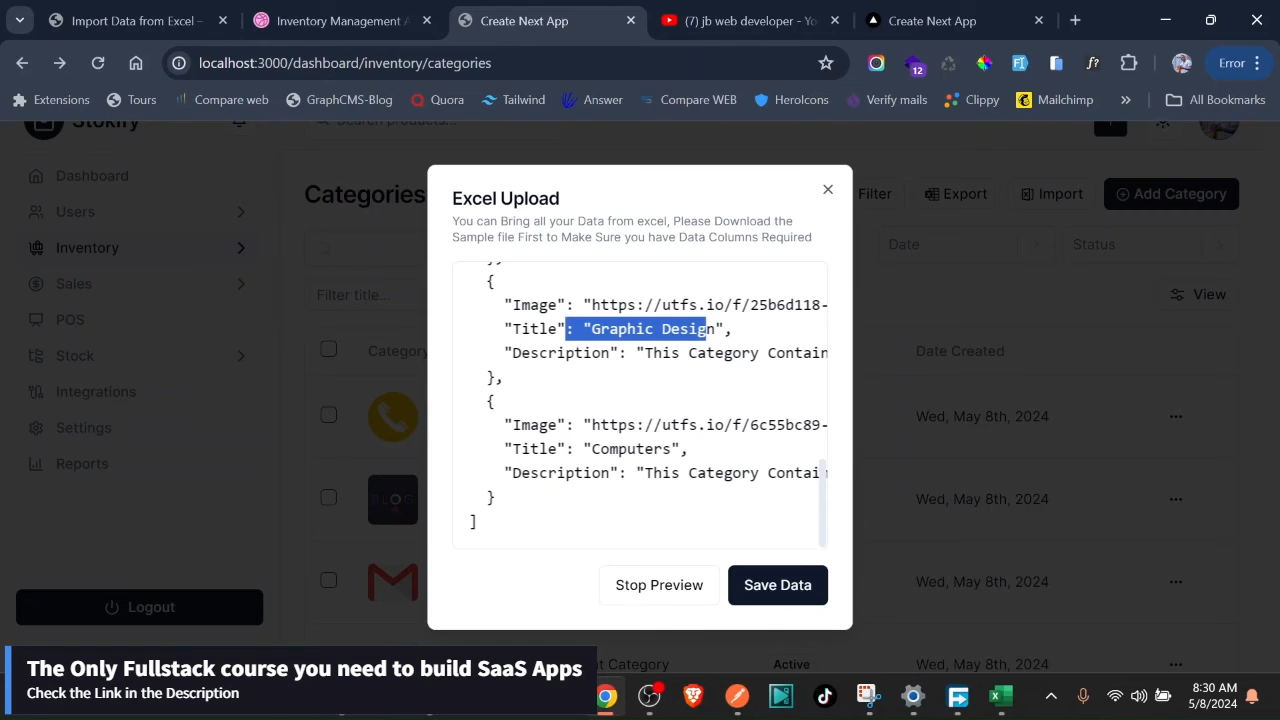 Import Data from Excel –
Inventory Management A
Create Next App
(7) jb web developer - Yo
Create Next App
localhost:3000/dashboard/inventory/categories
12
Error
Extensions
Tours
Compare web
GraphCMS-Blog
Quora
Tailwind
Answer
Compare WEB
HeroIcons
Verify mails
Clippy
Mailchimp
All Bookmarks
Stokify
Search products...
Dashboard
Users
Inventory
Sales
POS
Stock
Integrations
Settings
Reports
Logout
Categories
Filter
Export
Import
Add Category
Date
Status
Filter title...
View
Category
Date Created
Wed, May 8th, 2024
Wed, May 8th, 2024
Wed, May 8th, 2024
Category
Active
Wed, May 8th, 2024
Excel Upload
You can Bring all your Data from excel, Please Download the
Sample file First to Make Sure you have Data Columns Required
},
{
"Image": "https://utfs.io/f/25b6d118-
"Title": "Graphic Design",
"Description": "This Category Contain
},
{
"Image": "https://utfs.io/f/6c55bc89-
"Title": "Computers",
"Description": "This Category Contain
}
]
Stop Preview
Save Data
The Only Fullstack course you need to build SaaS Apps
Check the Link in the Description
8:30 AM
5/8/2024